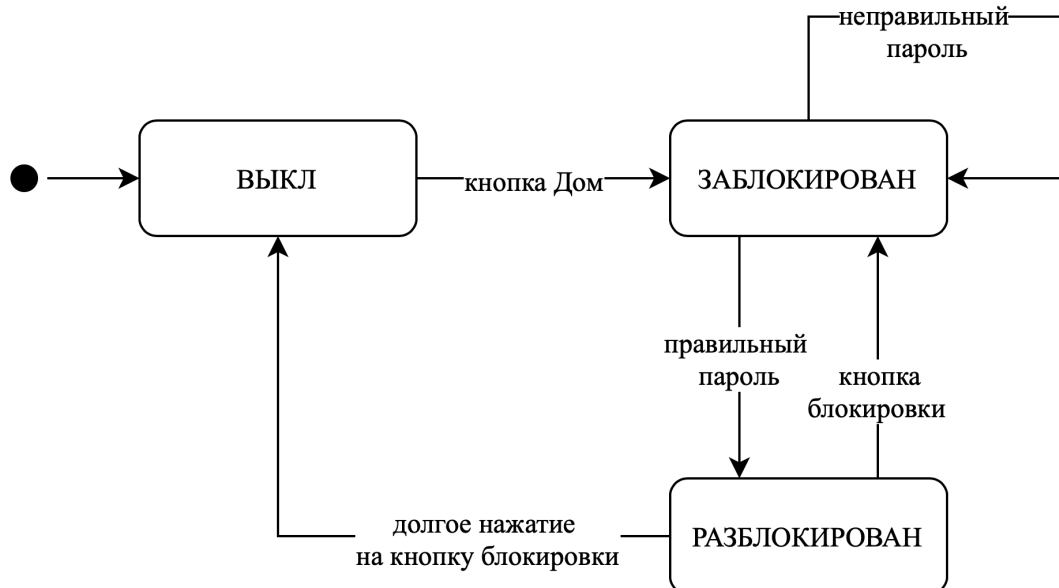 неправильный
пароль
ВЫКЛ
кнопка Дом
ЗАБЛОКИРОВАН
правильный
пароль
кнопка
блокировки
долгое нажатие
на кнопку блокировки
РАЗБЛОКИРОВАН